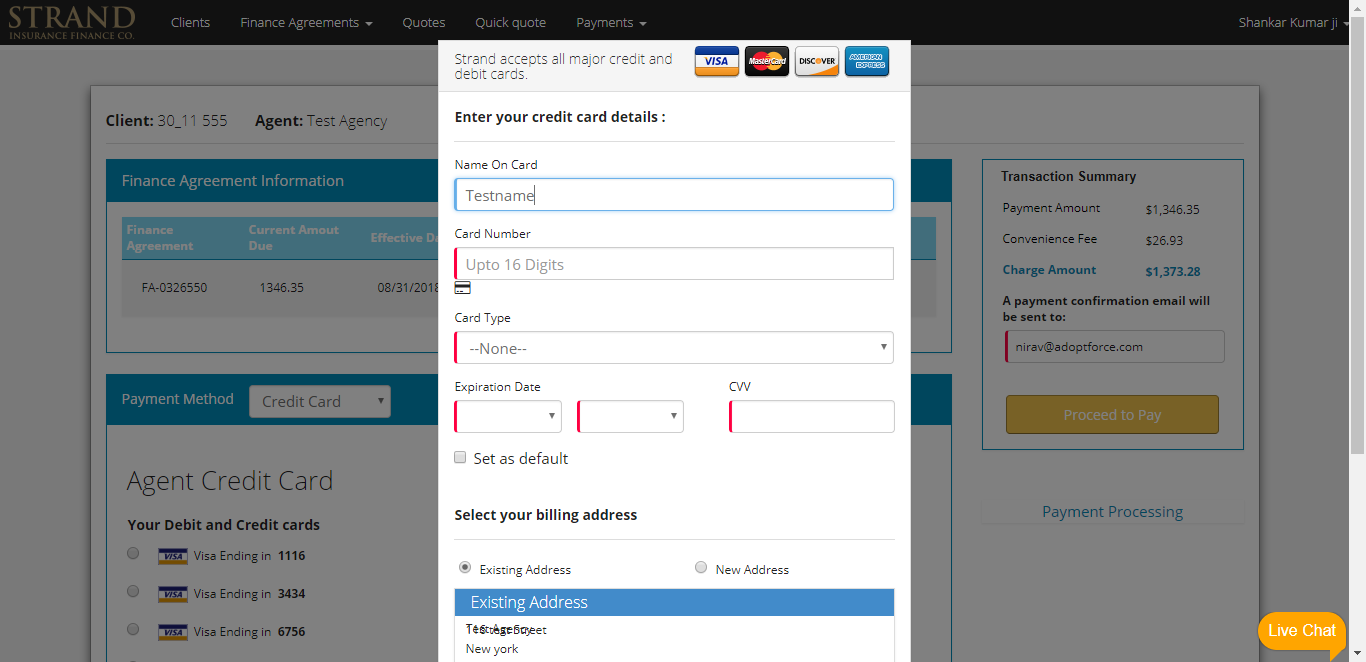 STRAND
INSURANCE FINANCE CO.
Clients
Finance Agreements
Quotes
Quick quote
Payments
Shankar Kumar ji
Client: 30_11 555
Agent: Test Agency
Finance Agreement Information
Finance Agreement
Current Amout Due
Effective Da
FA-0326550
1346.35
08/31/2018
Payment Method
Credit Card
Agent Credit Card
Your Debit and Credit cards
VISA Visa Ending in 1116
VISA Visa Ending in 3434
VISA Visa Ending in 6756
Strand accepts all major credit and
debit cards.
VISA
MasterCard
DISCOVER
AMERICAN EXPRESS
Enter your credit card details :
Name On Card
Testname
Card Number
Upto 16 Digits
Card Type
--None--
Expiration Date
CVV
Set as default
Select your billing address
Existing Address
New Address
Existing Address
New york
Transaction Summary
Payment Amount
$1,346.35
Convenience Fee
$26.93
Charge Amount
$1,373.28
A payment confirmation email will
be sent to:
nirav@adoptforce.com
Proceed to Pay
Payment Processing
Live Chat